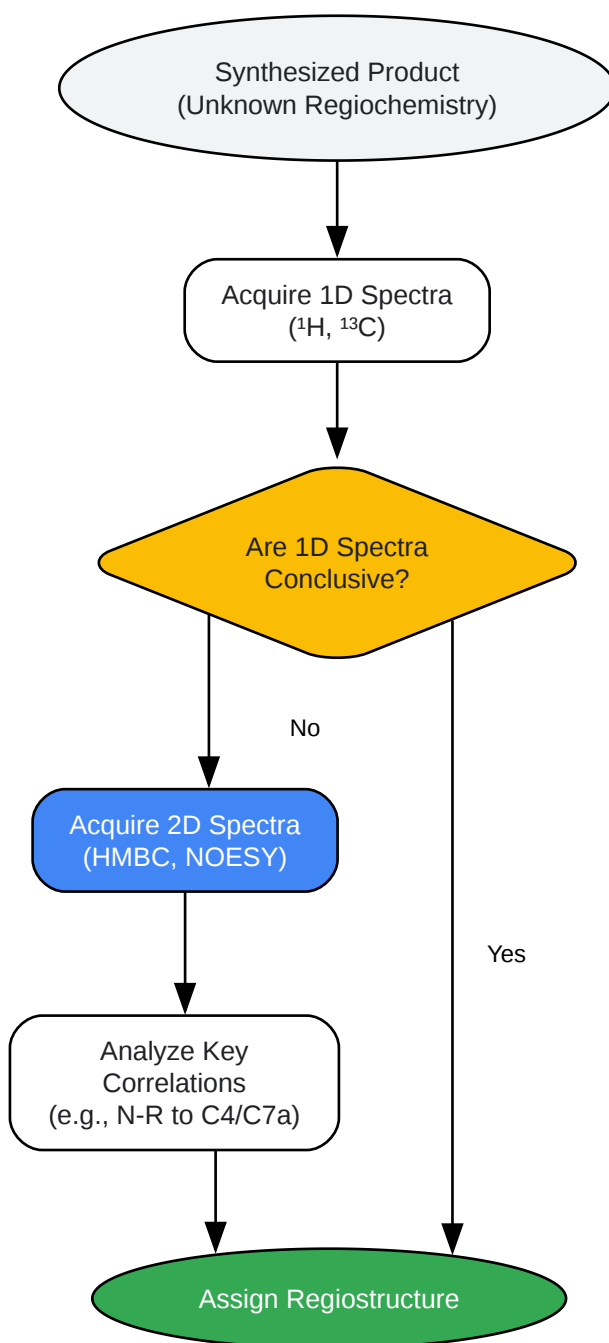 Synthesized Product
(Unknown Regiochemistry)
Acquire 1D Spectra
(¹H, ¹³C)
Are 1D Spectra
Conclusive?
No
Acquire 2D Spectra
(HMBC, NOESY)
Yes
Analyze Key
Correlations
(e.g., N-R to C4/C7a)
Assign Regiostructure